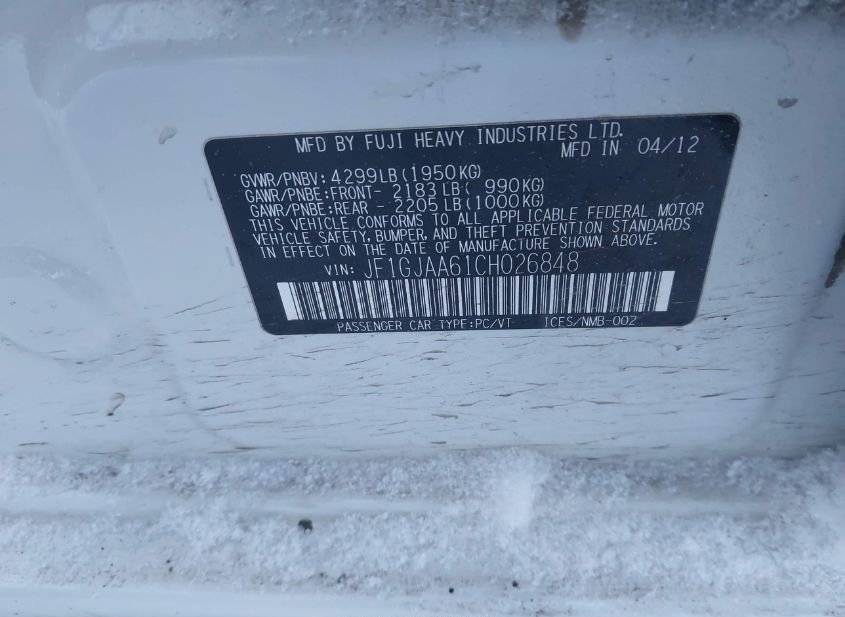 MFD BY FUJI HEAVY INDUSTRIES LTD.
MFD IN 04/12
GVWR/PNBV: 4299LB(1950KG)
GAWR/PNBE:FRONT- 2183LB( 990KG)
GAWR/PNBE:REAR - 2205LB(1000KG)
THIS VEHICLE CONFORMS TO ALL APPLICABLE FEDERAL MOTOR
VEHICLE SAFETY, BUMPER, AND THEFT PREVENTION STANDARDS
IN EFFECT ON THE DATE OF MANUFACTURE SHOWN ABOVE.
VIN: JF1GJAA61CH026848
PASSENGER CAR TYPE:PC/VT ICFS/NMB-002